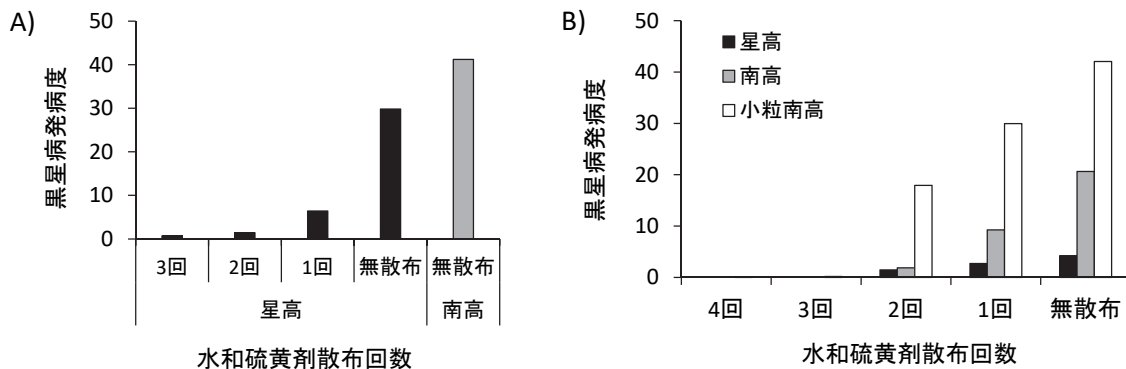 A)
黒星病発病度
50
40
30
20
10
0
3回 2回 1回 無散布 無散布
星高 南高
水和硫黄剤散布回数
B)
黒星病発病度
50
40
30
20
10
0
星高
南高
小粒南高
4回 3回 2回 1回 無散布
水和硫黄剤散布回数